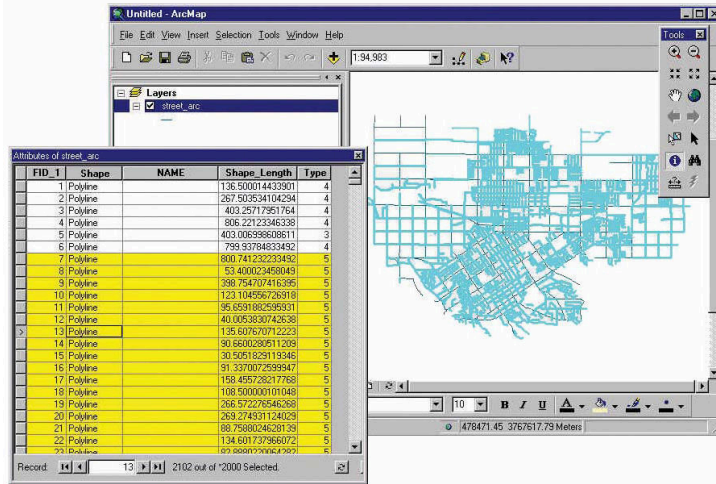 Untitled - ArcMap
File Edit View Insert Selection Tools Window Help
1:94,983
Tools
Layers
street_arc
Attributes of street_arc
FID_1 Shape NAME Shape_Length Type
1 Polyline 136.500014433901 4
2 Polyline 267.503534104294 4
3 Polyline 403.25717951764 4
4 Polyline 806.22123346338 4
5 Polyline 403.006998608611 3
6 Polyline 799.93784833492 4
7 Polyline 800.741232233492 5
8 Polyline 53.400023458049 5
9 Polyline 398.754707416395 5
10 Polyline 123.104556726918 5
11 Polyline 95.6591882595931 5
12 Polyline 40.0053830742638 5
13 Polyline 135.607670712223 5
14 Polyline 90.6600280511209 5
15 Polyline 30.5051829119346 5
16 Polyline 91.3370072599947 5
17 Polyline 158.455728217768 5
18 Polyline 108.500000101048 5
19 Polyline 266.572276546268 5
20 Polyline 269.274931124029 5
21 Polyline 88.7588024628139 5
22 Polyline 134.601737966072 5
23 Polyline 5
Record: 13 2102 out of *2000 Selected.
10 B I U A
478471.45 3767617.79 Meters